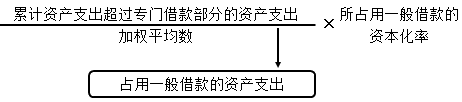 累计资产支出超过专门借款部分的资产支出
加权平均数
×
所占用一般借款的
资本化率
占用一般借款的资产支出